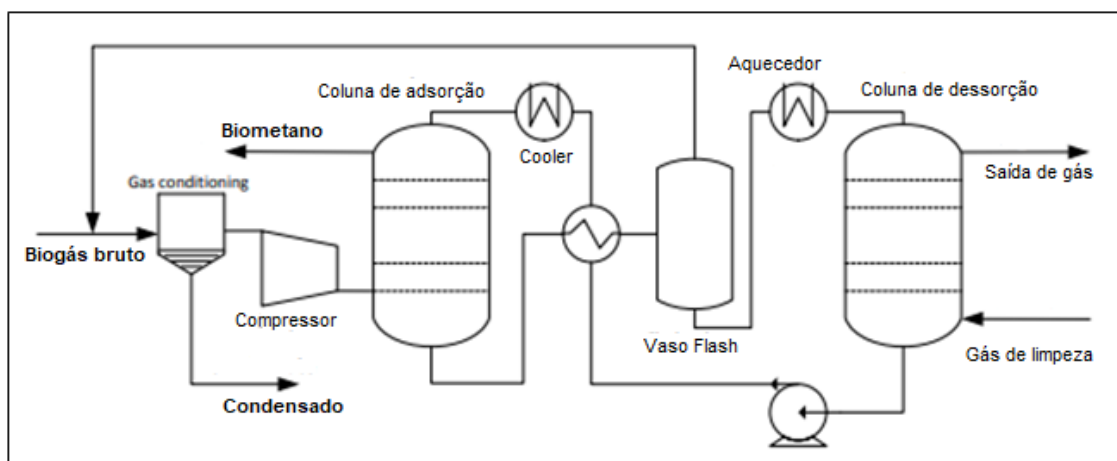 Aquecedor
Coluna de adsorção
Coluna de dessorção
Biometano
Cooler
Saída de gás
Gas conditioning
Biogás bruto
Compressor
Vaso Flash
Gás de limpeza
Condensado